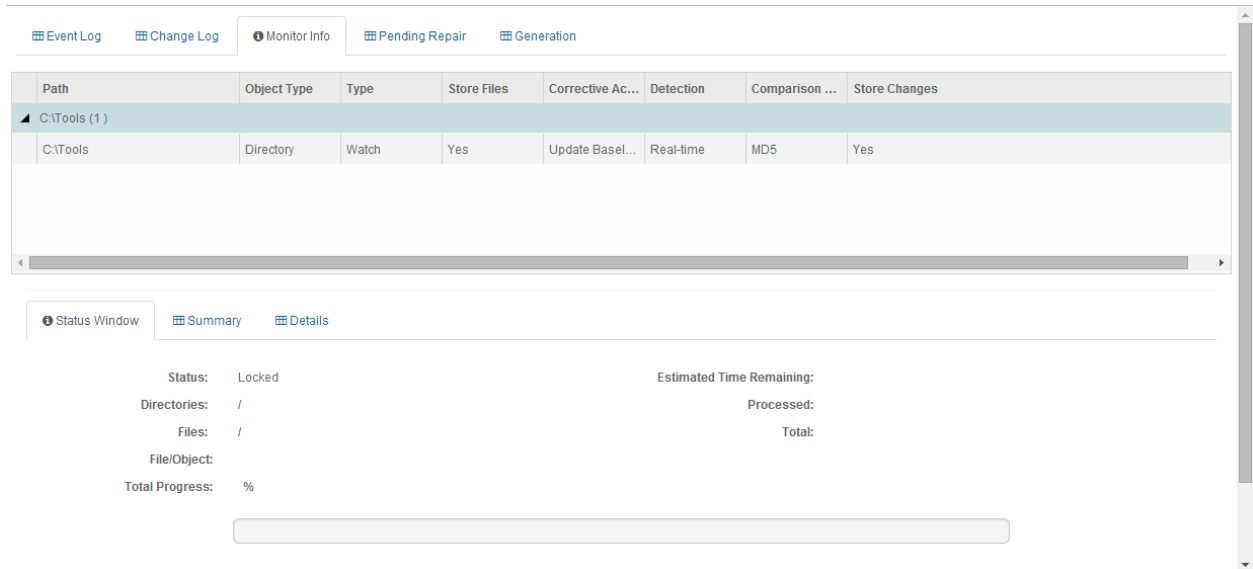 Event Log Change Log Monitor Info Pending Repair Generation
Path Object Type Type Store Files Corrective Ac... Detection Comparison ... Store Changes
C:\Tools (1 )
C:\Tools Directory Watch Yes Update Basel... Real-time MD5 Yes
Status Window Summary Details
Status: Locked Estimated Time Remaining:
Directories: / Processed:
Files: / Total:
File/Object:
Total Progress: %